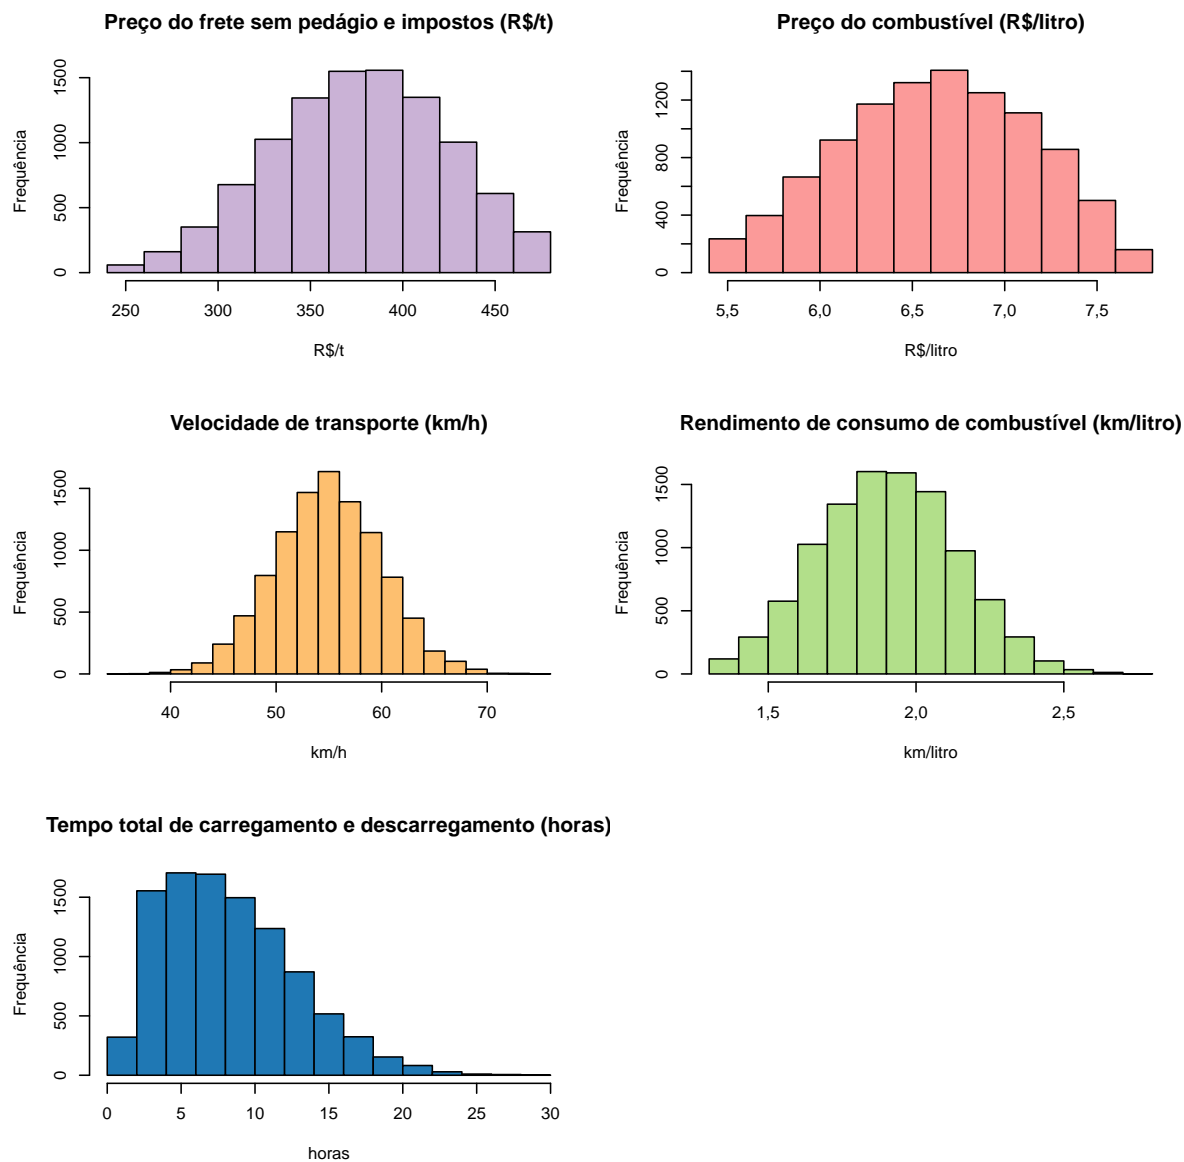 Preço do frete sem pedágio e impostos (R$/t)
Frequência
0
500
1000
1500
250 300 350 400 450
R$/t
Preço do combustível (R$/litro)
Frequência
0
400
800
1200
5,5 6,0 6,5 7,0 7,5
R$/litro
Velocidade de transporte (km/h)
Frequência
0
500
1000
1500
40 50 60 70
km/h
Rendimento de consumo de combustível (km/litro)
Frequência
0
500
1000
1500
1,5 2,0 2,5
km/litro
Tempo total de carregamento e descarregamento (horas)
Frequência
0
500
1000
1500
0 5 10 15 20 25 30
horas